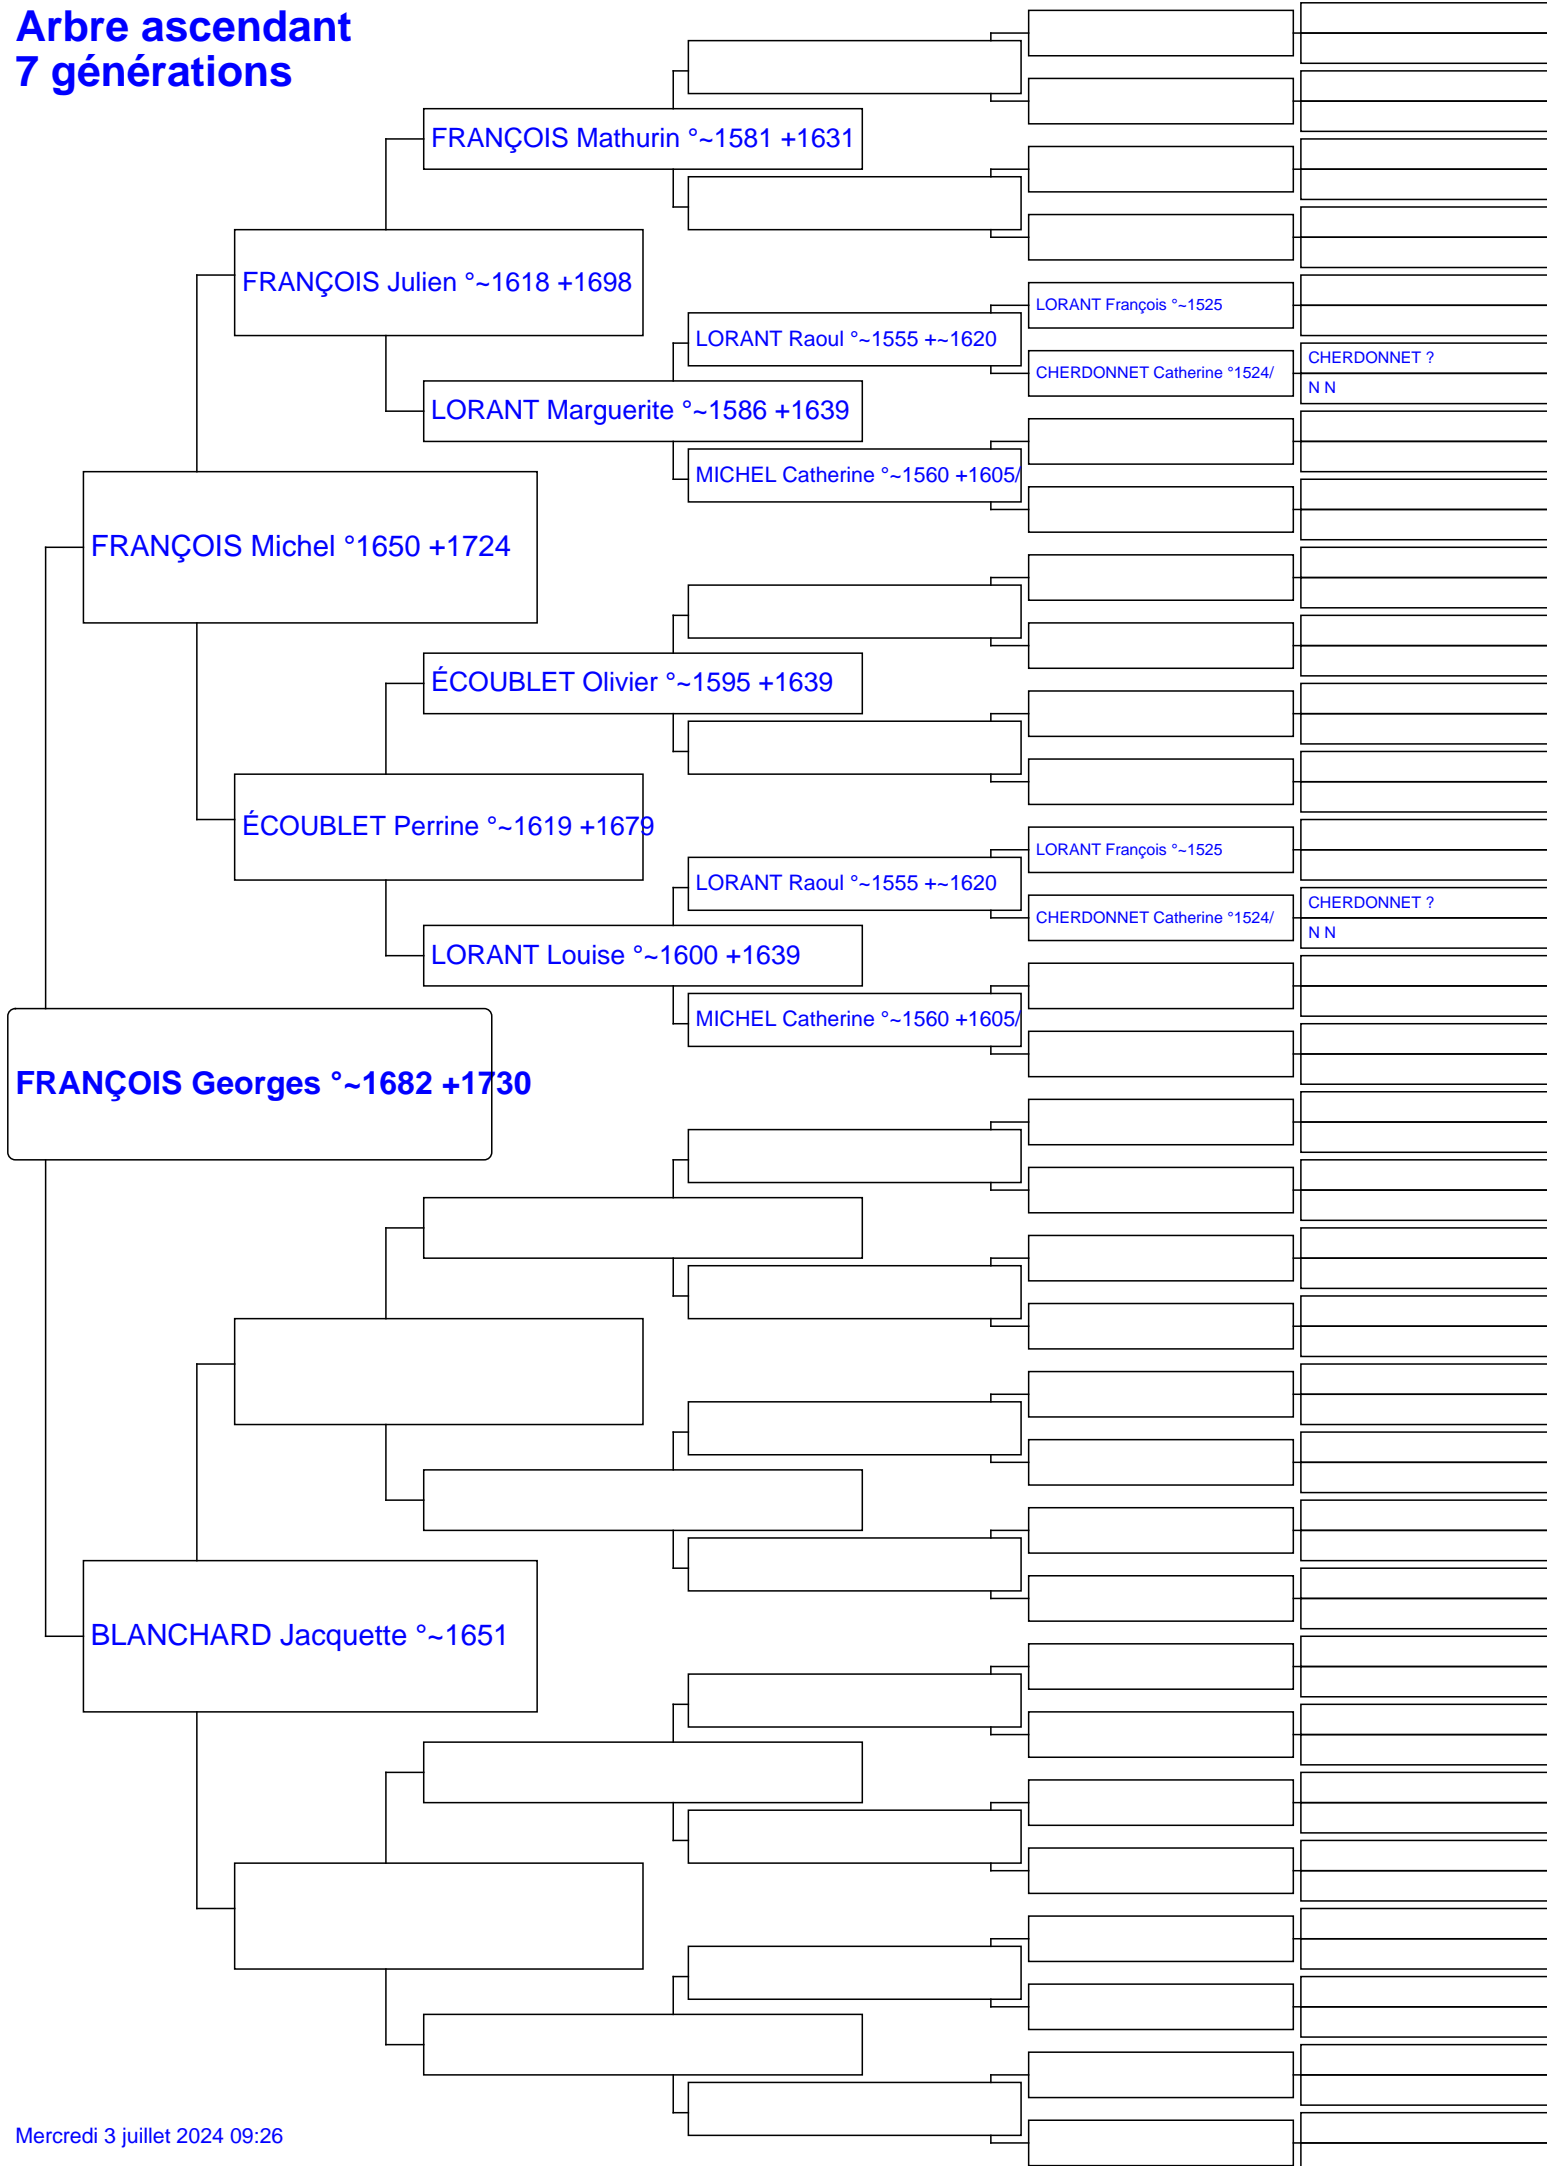 Arbre ascendant
7 générations
FRANÇOIS Mathurin °~1581 +1631
FRANÇOIS Julien °~1618 +1698
LORANT François °~1525
LORANT Raoul °~1555 +~1620
CHERDONNET ?
CHERDONNET Catherine °1524/
N N
LORANT Marguerite °~1586 +1639
MICHEL Catherine °~1560 +1605/
FRANÇOIS Michel °1650 +1724
ÉCOUBLET Olivier °~1595 +1639
ÉCOUBLET Perrine °~1619 +1679
LORANT François °~1525
LORANT Raoul °~1555 +~1620
CHERDONNET ?
CHERDONNET Catherine °1524/
N N
LORANT Louise °~1600 +1639
MICHEL Catherine °~1560 +1605/
FRANÇOIS Georges °~1682 +1730
BLANCHARD Jacquette °~1651
Mercredi 3 juillet 2024 09:26